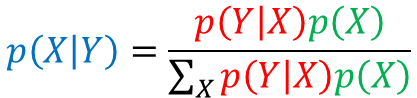 p(X|Y) = p(Y|X)p(X) / ∑_X p(Y|X)p(X)